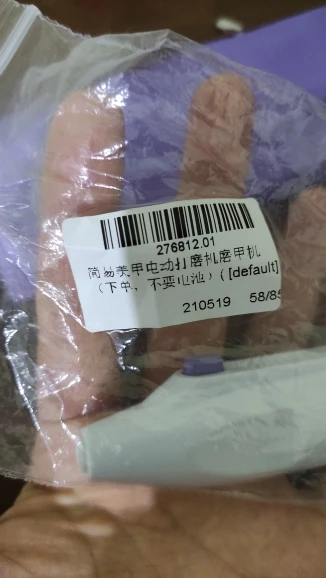 276812.01
简易美甲电动打磨机磨甲机
（下单，不要电池）（[default]
210519 58/85